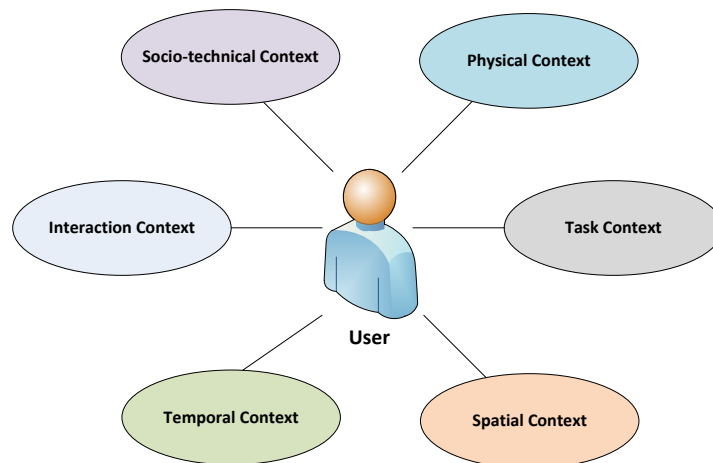 Socio-technical Context
Physical Context
Interaction Context
Task Context
User
Temporal Context
Spatial Context